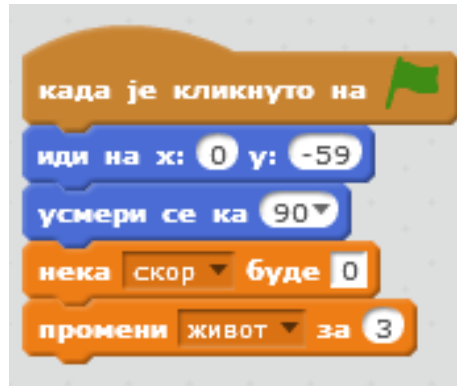 када је кликнуто на
иди на x: 0 y: -59
усмери се ка 90
нека скор буде 0
промени живот за 3